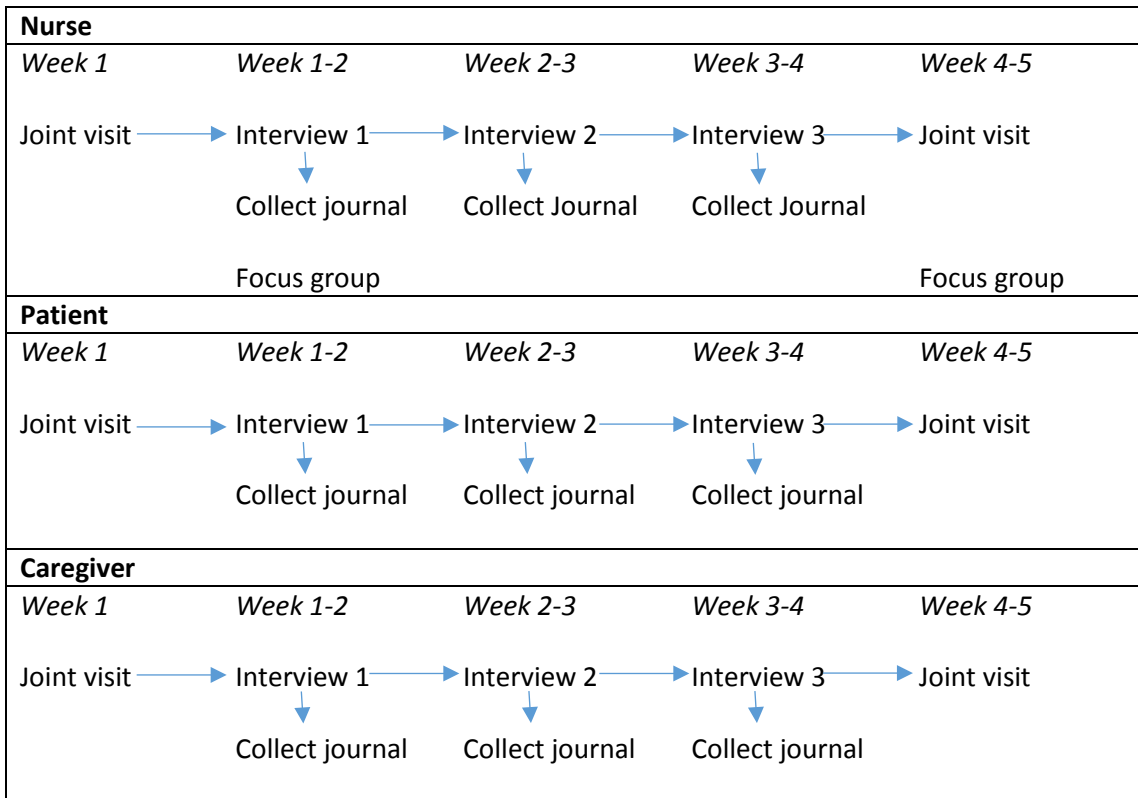 Nurse
Week 1 Week 1-2 Week 2-3 Week 3-4 Week 4-5
Joint visit Interview 1 Interview 2 Interview 3 Joint visit
Collect journal Collect Journal Collect Journal
Focus group Focus group
Patient
Week 1 Week 1-2 Week 2-3 Week 3-4 Week 4-5
Joint visit Interview 1 Interview 2 Interview 3 Joint visit
Collect journal Collect journal Collect journal
Caregiver
Week 1 Week 1-2 Week 2-3 Week 3-4 Week 4-5
Joint visit Interview 1 Interview 2 Interview 3 Joint visit
Collect journal Collect journal Collect journal